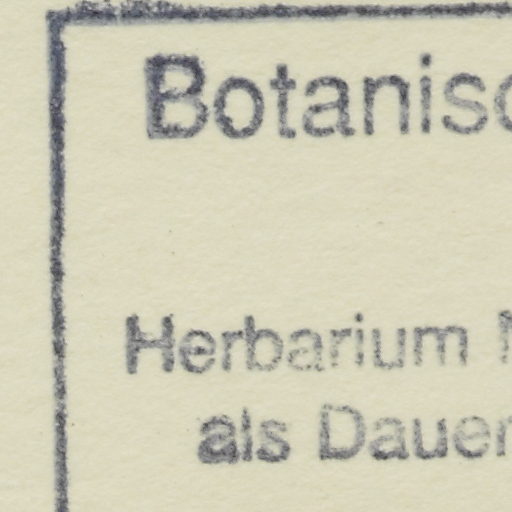 Botanisc
Herbarium
als Dauer